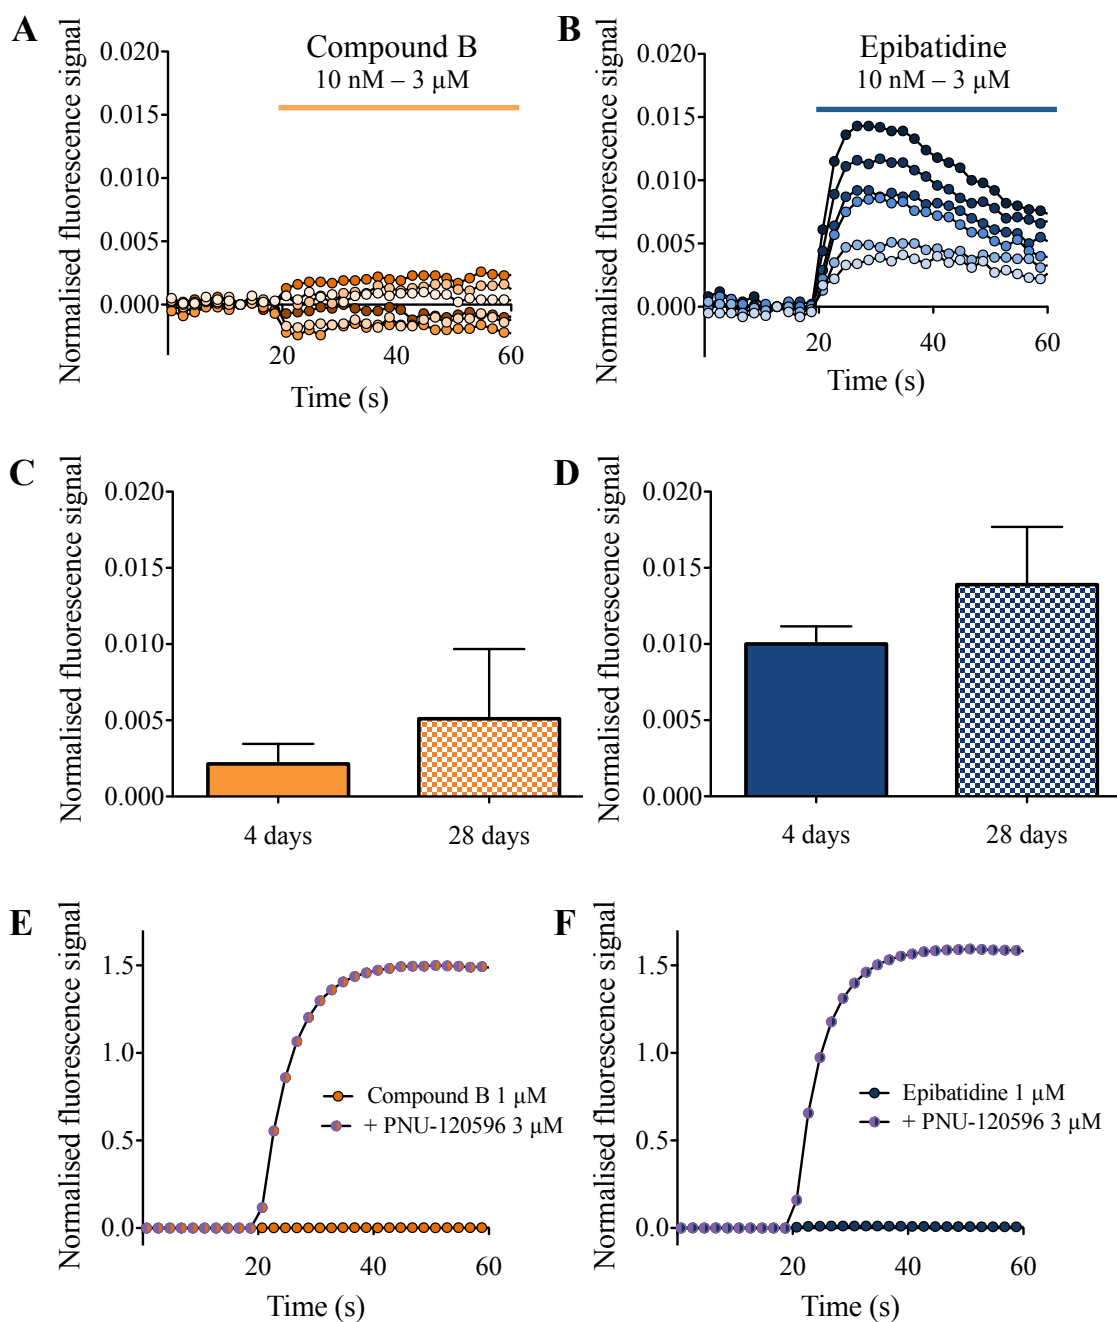 A
Compound B
10 nM – 3 µM
Normalised fluorescence signal
0.020
0.015
0.010
0.005
0.000
20
40
60
Time (s)
B
Epibatidine
10 nM – 3 µM
Normalised fluorescence signal
0.020
0.015
0.010
0.005
0.000
20
40
60
Time (s)
C
Normalised fluorescence signal
0.020
0.015
0.010
0.005
0.000
4 days
28 days
D
Normalised fluorescence signal
0.020
0.015
0.010
0.005
0.000
4 days
28 days
E
Normalised fluorescence signal
1.5
1.0
0.5
0.0
Compound B 1 µM
+ PNU-120596 3 µM
20
40
60
Time (s)
F
Normalised fluorescence signal
1.5
1.0
0.5
0.0
Epibatidine 1 µM
+ PNU-120596 3 µM
20
40
60
Time (s)